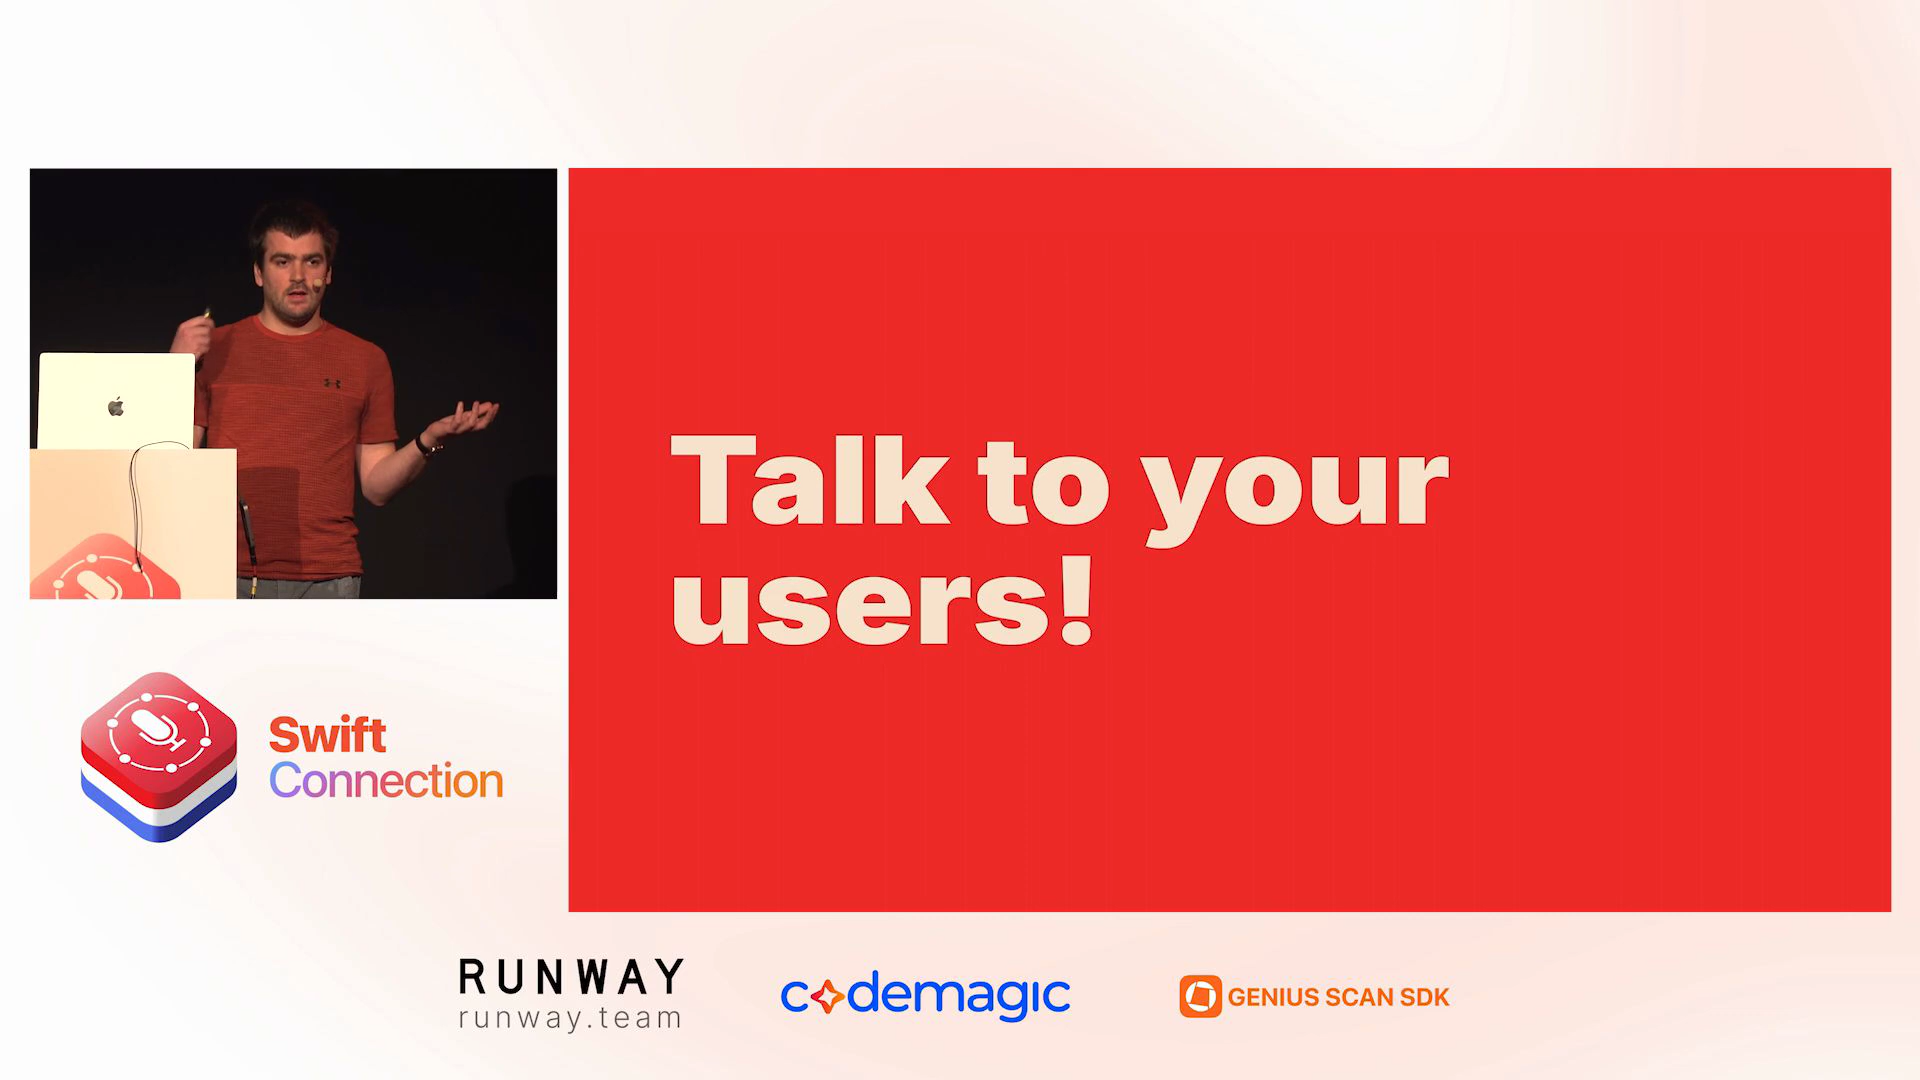 Talk to your
users!
Swift
Connection
RUNWAY
runway.team
codemagic
GENIUS SCAN SDK